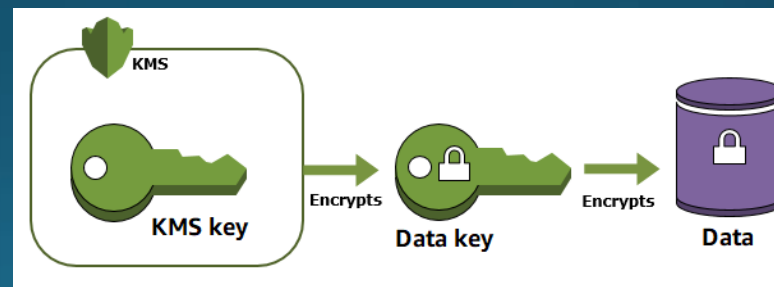 KMS
KMS key
Encrypts
Data key
Encrypts
Data